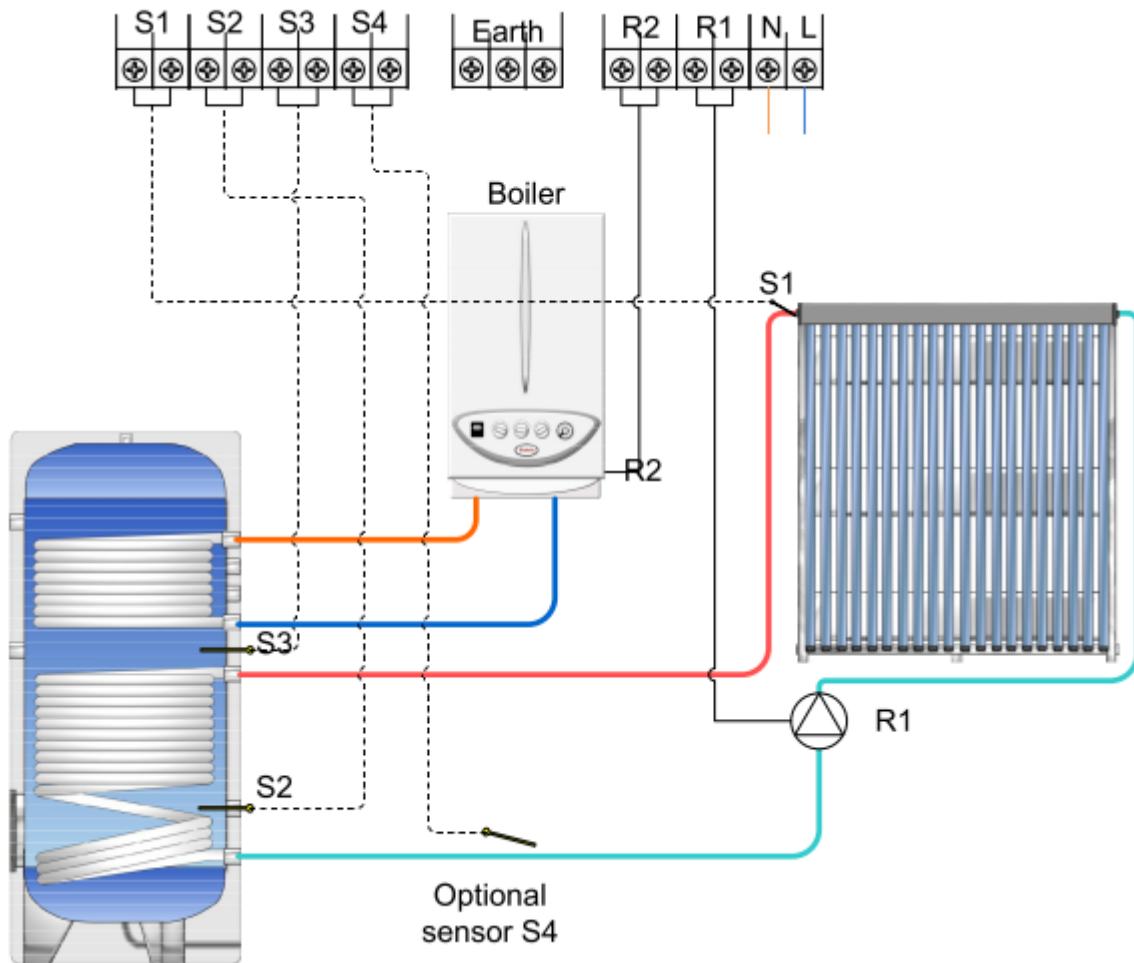 S1 S2 S3 S4 Earth R2 R1 N L
Boiler
S1
R2
S3
R1
S2
Optional
sensor S4